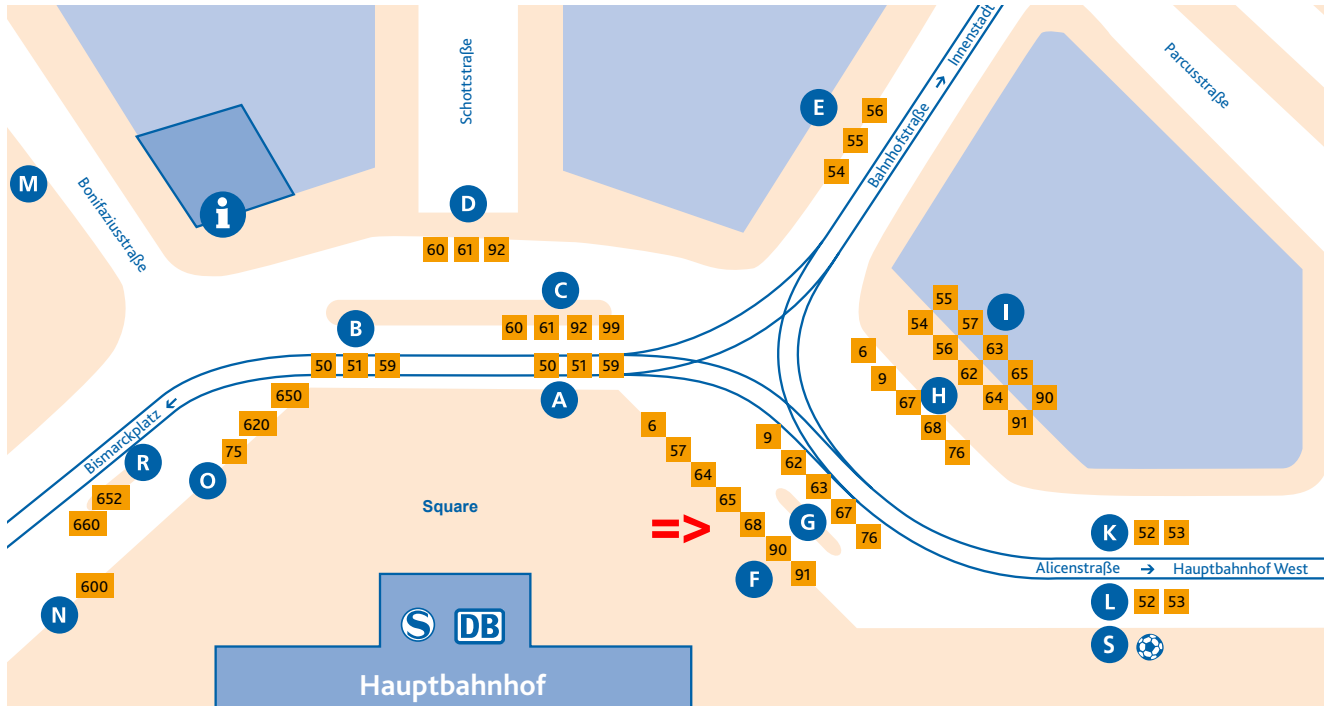 Schottstraße
Innenstadt
→
Bahnhofstraße
Parcusstraße
E
56
55
54
M
Bonifaziusstraße
i
D
60 61 92
C
60 61 92 99
B
50 51 59
50 51 59
A
55
I
54 57
56 63
62 65
64 90
91
6
9
67 H
68
76
650
620
75
O
Bismarckplatz ←
R
652
660
600
N
Square
=>
6
57
64
65
68
90
91
F
9
62
63
67
76
G
K 52 53
Alicenstraße → Hauptbahnhof West
L 52 53
S
S DB
Hauptbahnhof